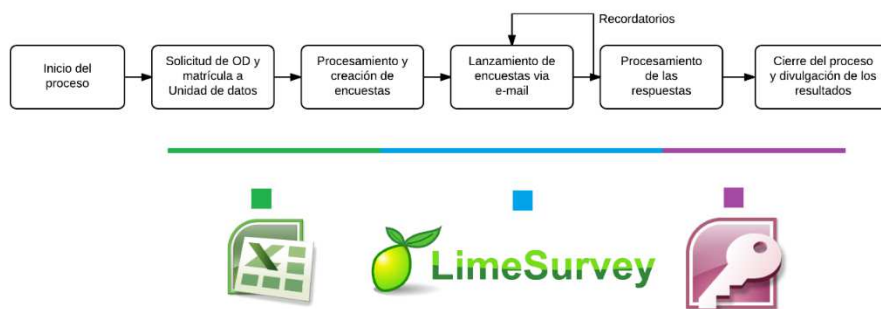 Recordatorios
Inicio del
proceso
Solicitud de OD y
matrícula a
Unidad de datos
Procesamiento y
creación de
encuestas
Lanzamiento de
encuestas via
e-mail
Procesamiento
de las
respuestas
Cierre del proceso
y divulgación de los
resultados
LimeSurvey